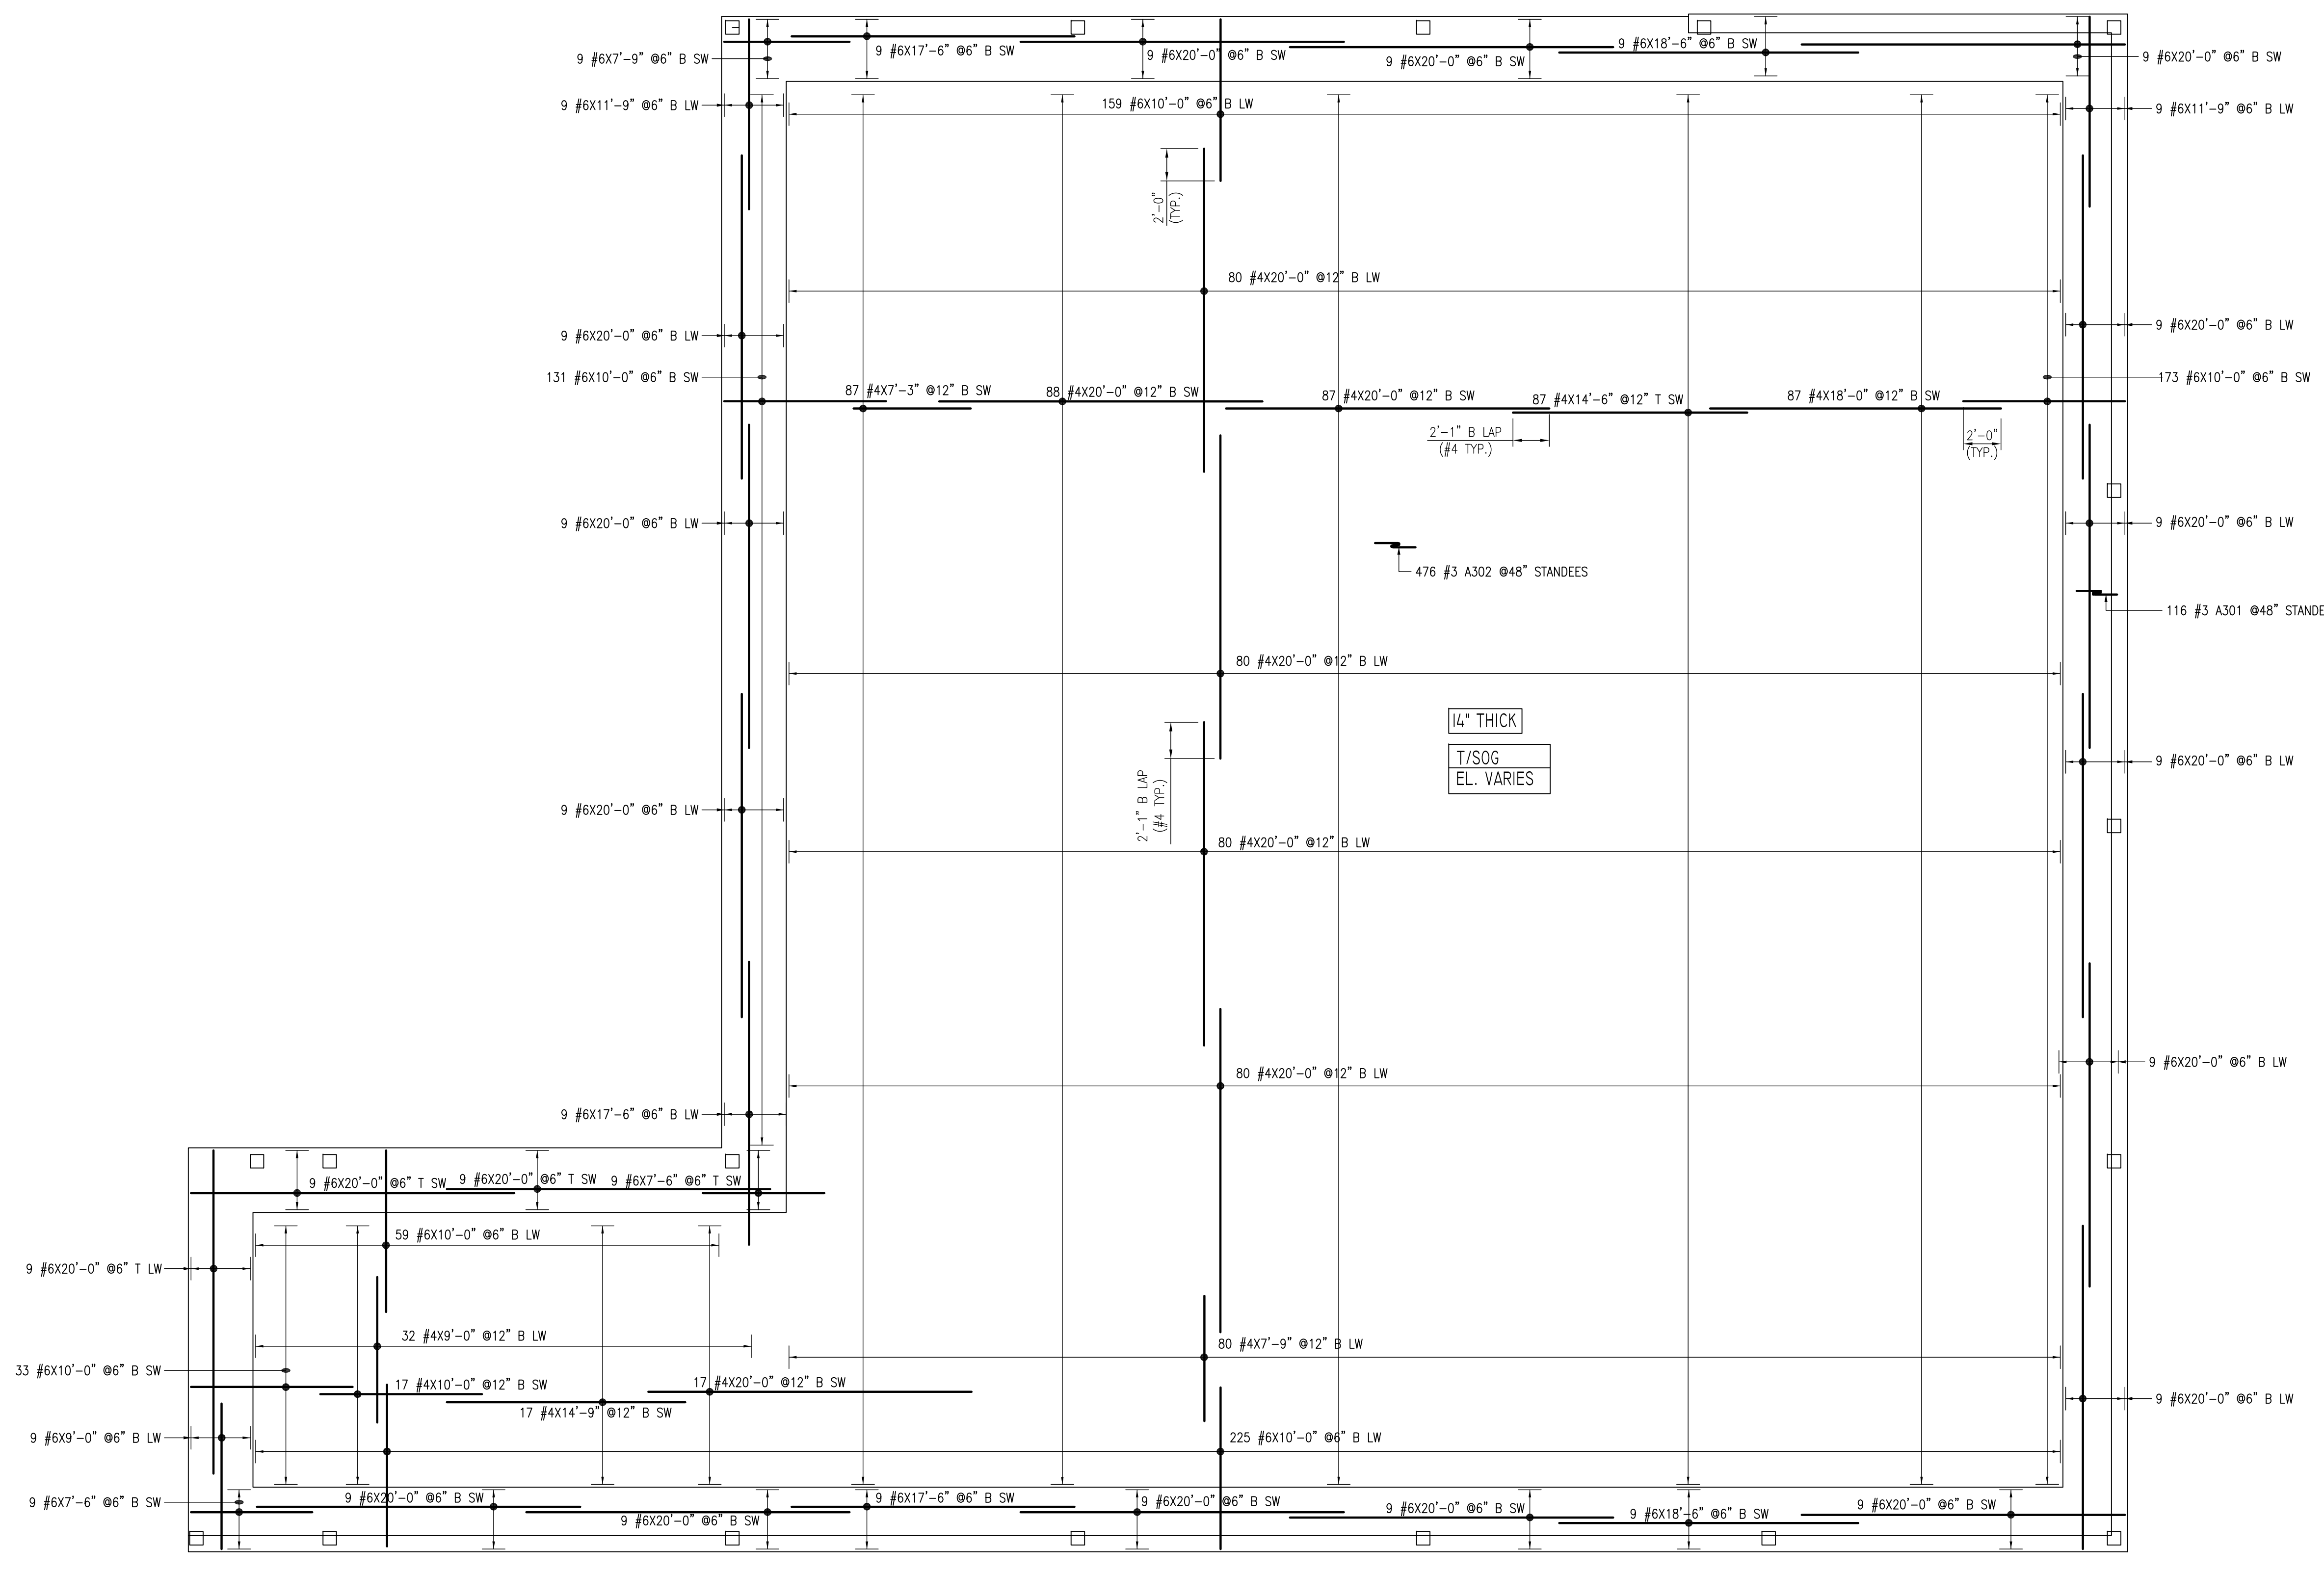 9 #6X7'-9" @6" B SW
9 #6X17'-6" @6" B SW
9 #6X20'-0" @6" B SW
9 #6X20'-0" @6" B SW
9 #6X18'-6" @6" B SW
9 #6X20'-0" @6" B SW
9 #6X11'-9" @6" B LW
159 #6X10'-0" @6" B LW
9 #6X11'-9" @6" B LW
2'-0"
(TYP.)
80 #4X20'-0" @12" B LW
9 #6X20'-0" @6" B LW
9 #6X20'-0" @6" B LW
131 #6X10'-0" @6" B SW
173 #6X10'-0" @6" B SW
87 #4X7'-3" @12" B SW
88 #4X20'-0" @12" B SW
87 #4X20'-0" @12" B SW
87 #4X14'-6" @12" T SW
87 #4X18'-0" @12" B SW
2'-1" B LAP
(#4 TYP.)
2'-0"
(TYP.)
9 #6X20'-0" @6" B LW
9 #6X20'-0" @6" B LW
476 #3 A302 @48" STANDEES
116 #3 A301 @48" STANDE
80 #4X20'-0" @12" B LW
14" THICK
T/SOG
EL. VARIES
9 #6X20'-0" @6" B LW
9 #6X20'-0" @6" B LW
2'-1" B LAP
(#4 TYP.)
80 #4X20'-0" @12" B LW
80 #4X20'-0" @12" B LW
9 #6X20'-0" @6" B LW
9 #6X17'-6" @6" B LW
9 #6X20'-0" @6" T SW
9 #6X20'-0" @6" T SW
9 #6X7'-6" @6" T SW
59 #6X10'-0" @6" B LW
9 #6X20'-0" @6" T LW
32 #4X9'-0" @12" B LW
80 #4X7'-9" @12" B LW
33 #6X10'-0" @6" B SW
17 #4X10'-0" @12" B SW
17 #4X20'-0" @12" B SW
17 #4X14'-9" @12" B SW
9 #6X20'-0" @6" B LW
9 #6X9'-0" @6" B LW
225 #6X10'-0" @6" B LW
9 #6X7'-6" @6" B SW
9 #6X20'-0" @6" B SW
9 #6X20'-0" @6" B SW
9 #6X17'-6" @6" B SW
9 #6X20'-0" @6" B SW
9 #6X20'-0" @6" B SW
9 #6X18'-6" @6" B SW
9 #6X20'-0" @6" B SW